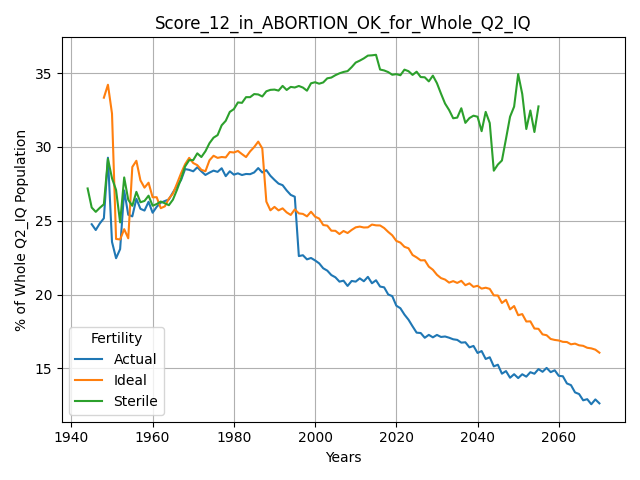 Score_12_in_ABORTION_OK_for_Whole_Q2_IQ
% of Whole Q2_IQ Population
35
30
25
20
15
Fertility
Actual
Ideal
Sterile
1940 1960 1980 2000 2020 2040 2060
Years